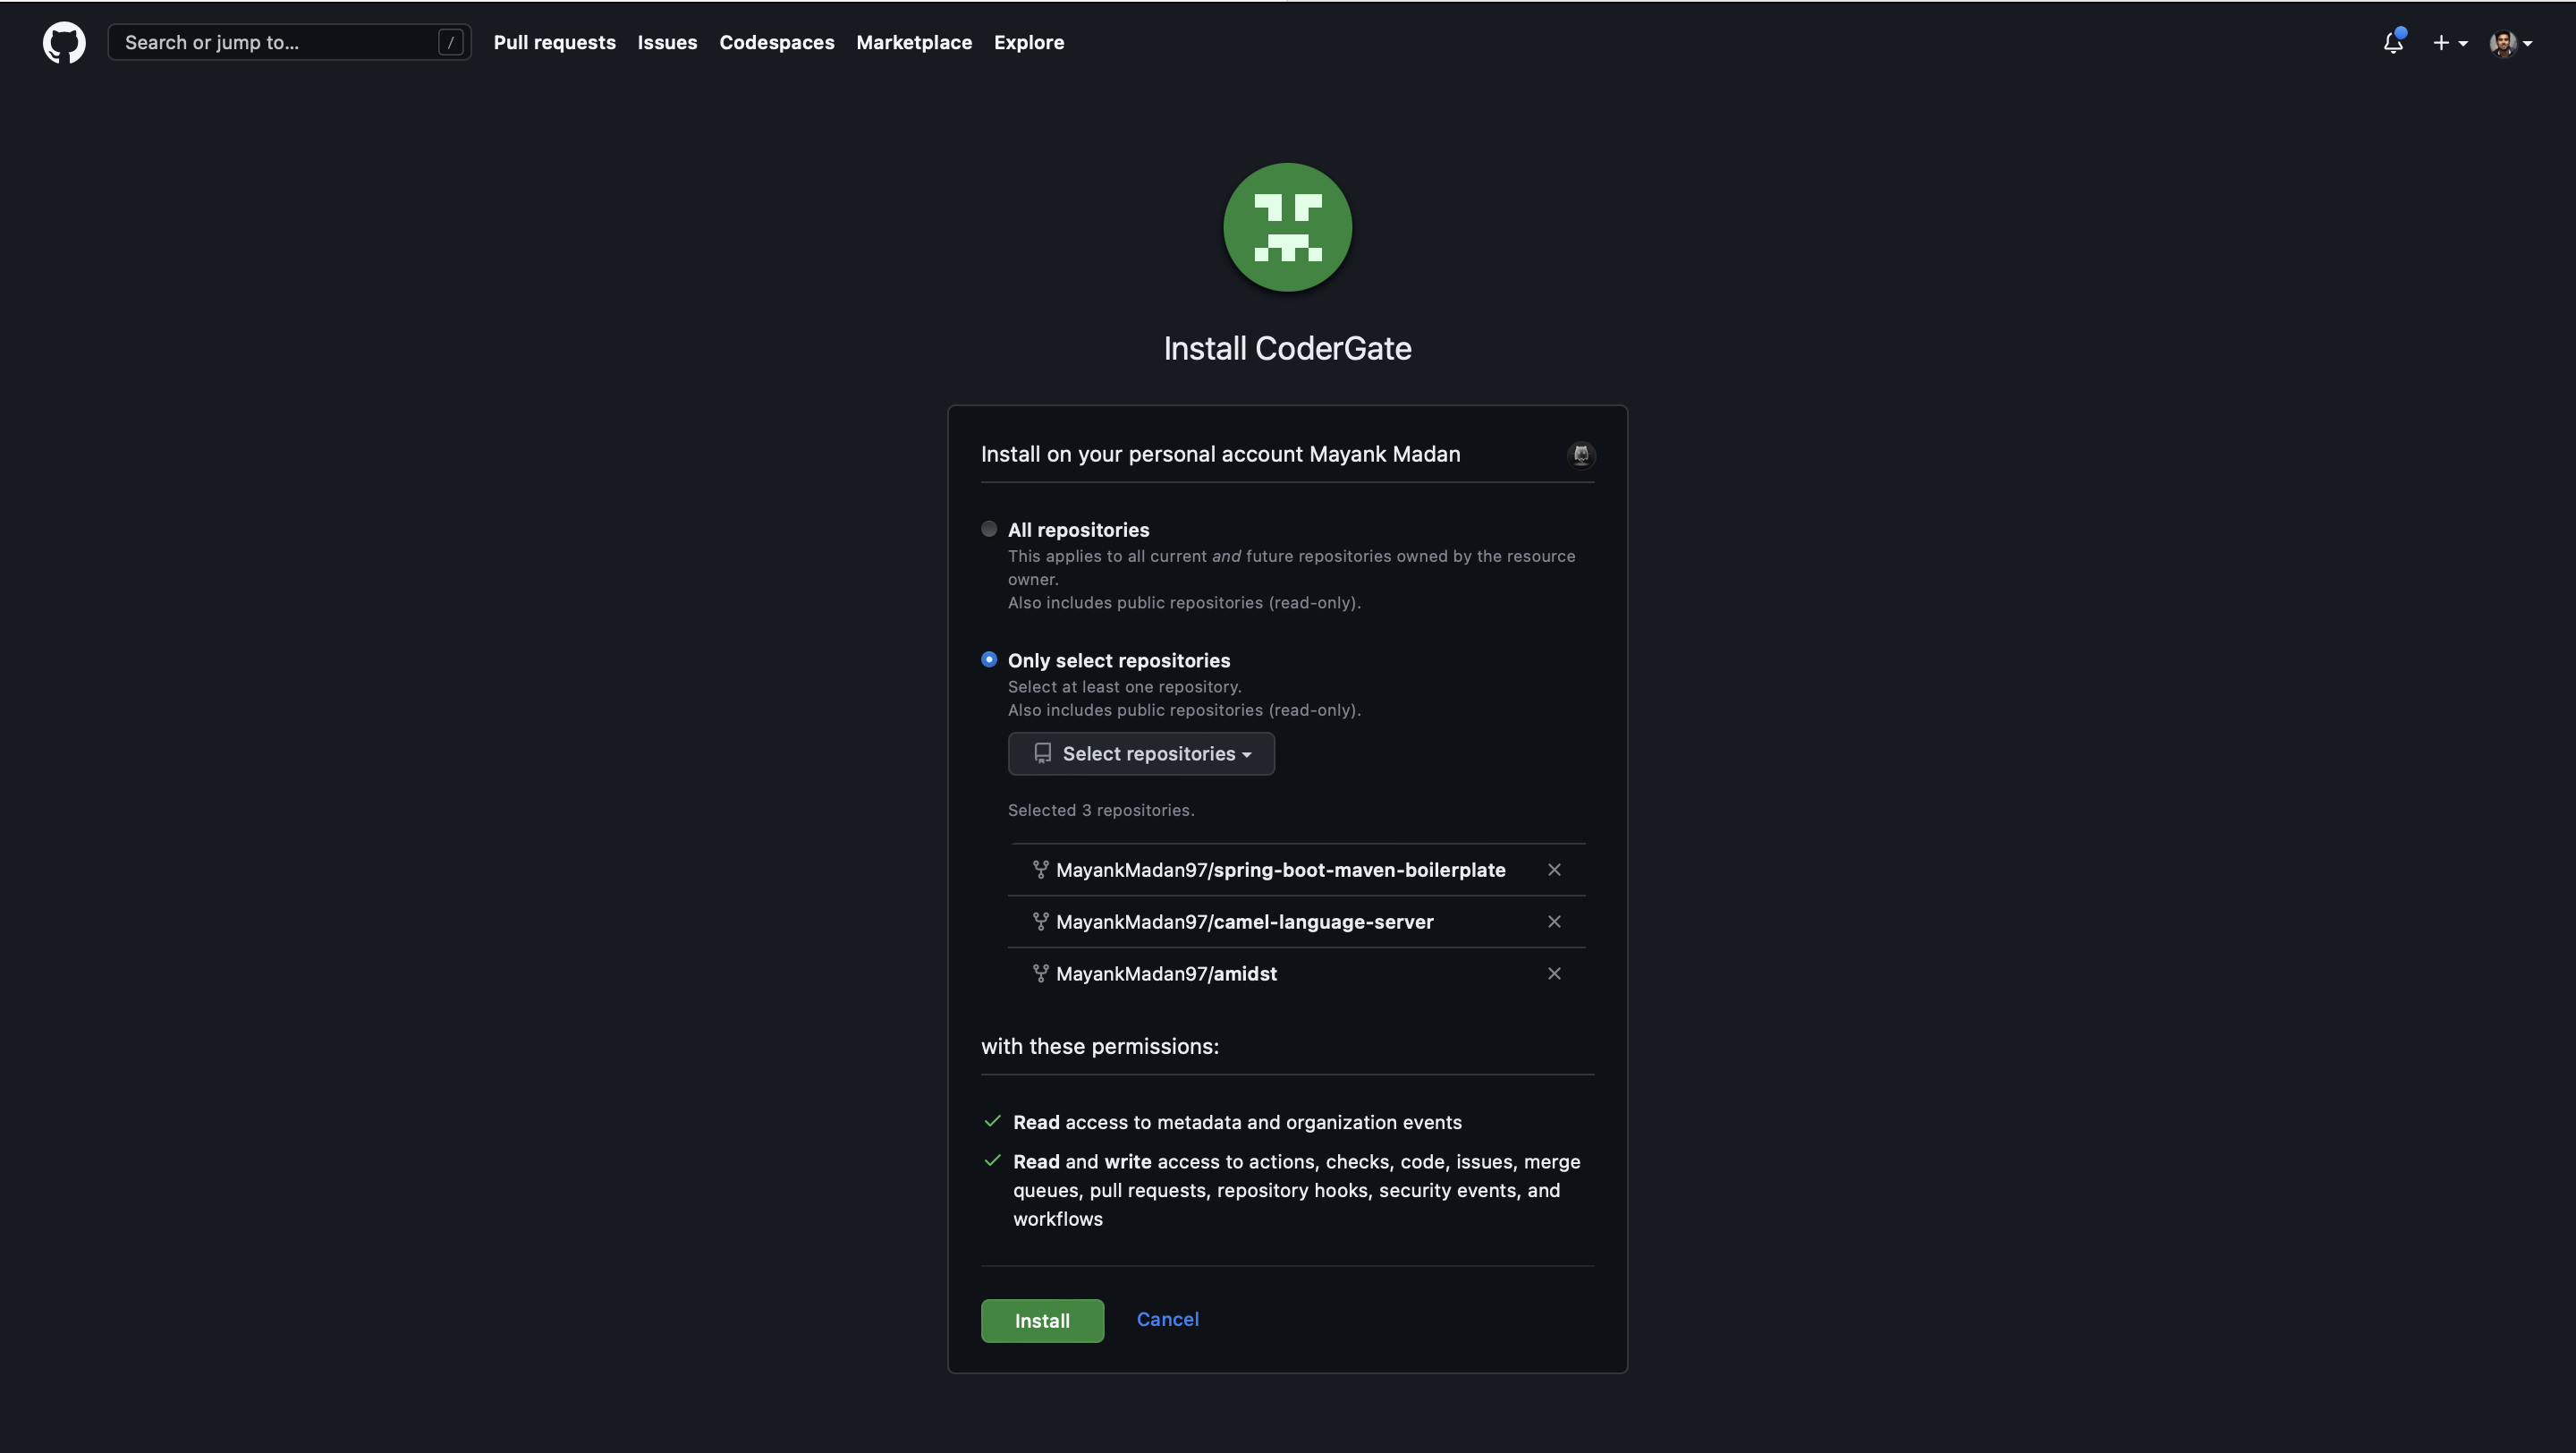 Search or jump to...
/
Pull requests
Issues
Codespaces
Marketplace
Explore
Install CoderGate
Install on your personal account Mayank Madan
All repositories
This applies to all current and future repositories owned by the resource
owner.
Also includes public repositories (read-only).
Only select repositories
Select at least one repository.
Also includes public repositories (read-only).
Select repositories
Selected 3 repositories.
MayankMadan97/spring-boot-maven-boilerplate
MayankMadan97/camel-language-server
MayankMadan97/amidst
with these permissions:
Read access to metadata and organization events
Read and write access to actions, checks, code, issues, merge
queues, pull requests, repository hooks, security events, and
workflows
Install
Cancel